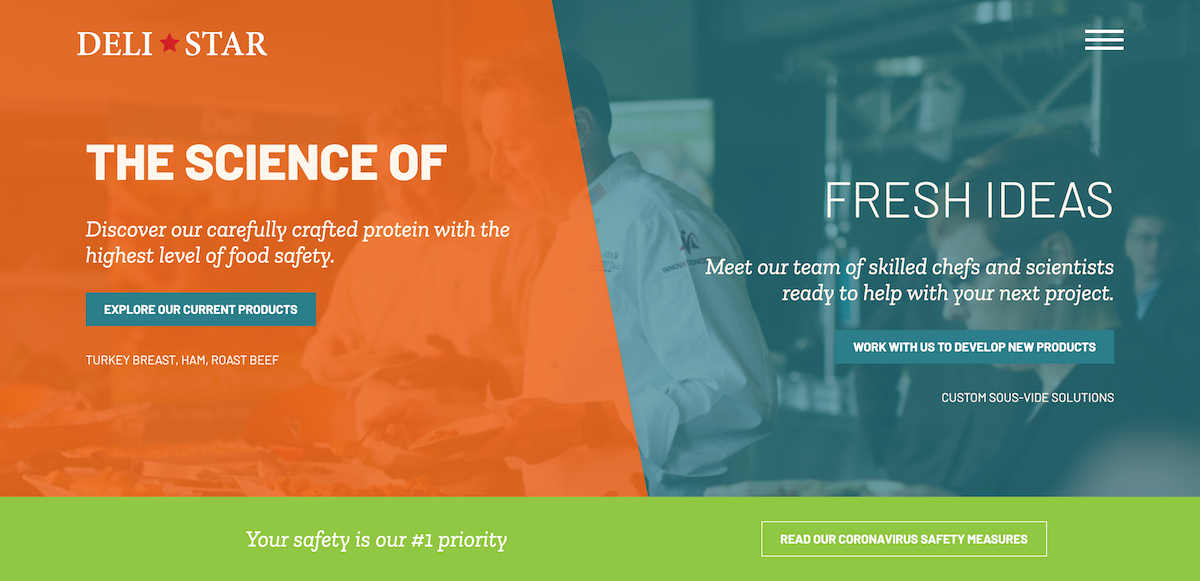 DELI STAR
THE SCIENCE OF
Discover our carefully crafted protein with the
highest level of food safety.
EXPLORE OUR CURRENT PRODUCTS
TURKEY BREAST, HAM, ROAST BEEF
FRESH IDEAS
Meet our team of skilled chefs and scientists
ready to help with your next project.
WORK WITH US TO DEVELOP NEW PRODUCTS
CUSTOM SOUS-VIDE SOLUTIONS
Your safety is our #1 priority
READ OUR CORONAVIRUS SAFETY MEASURES